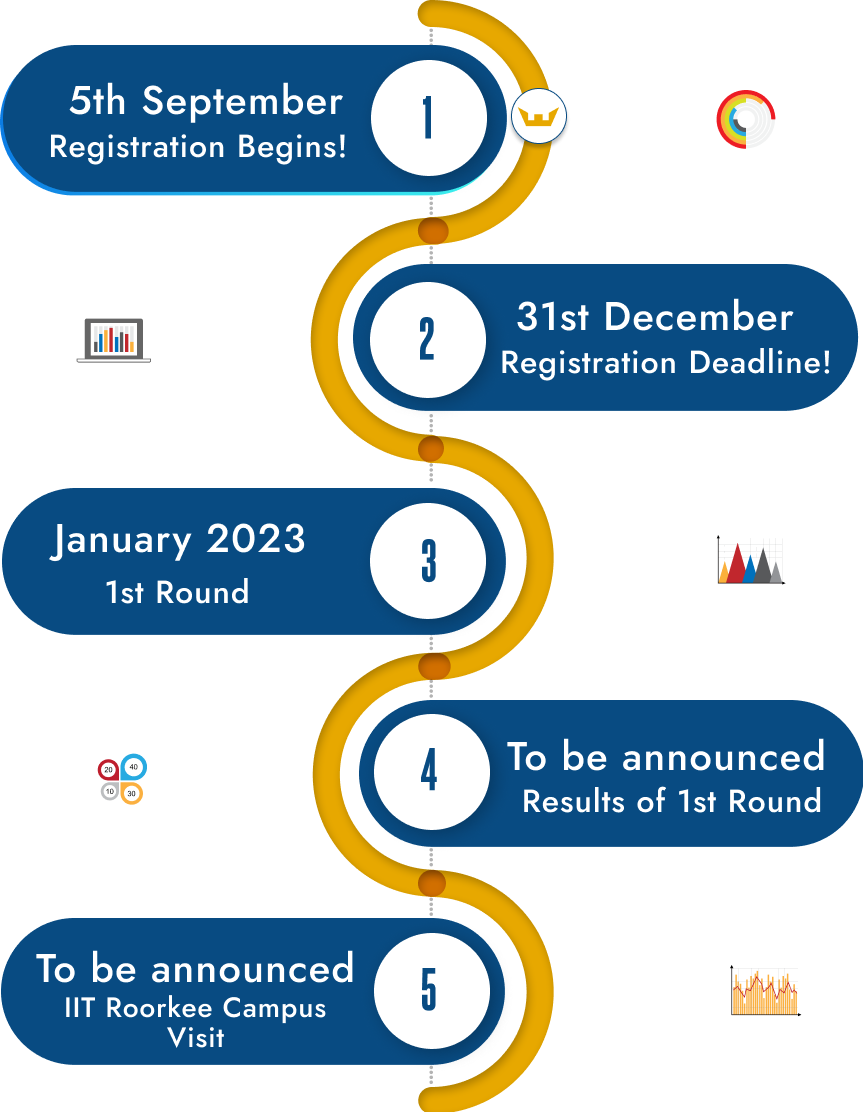 5th September
Registration Begins!
1
2
31st December
Registration Deadline!
January 2023
1st Round
3
20
40
10
30
4
To be announced
Results of 1st Round
To be announced
IIT Roorkee Campus
Visit
5